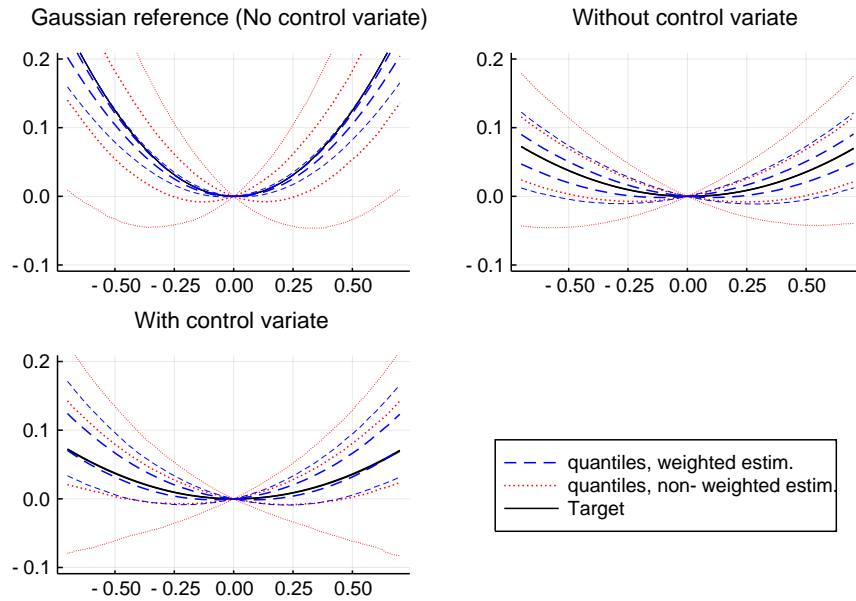 Gaussian reference (No control variate)
0.2
0.1
0.0
- 0.1
- 0.50 - 0.25 0.00 0.25 0.50
Without control variate
0.2
0.1
0.0
- 0.1
- 0.50 - 0.25 0.00 0.25 0.50
With control variate
0.2
0.1
0.0
- 0.1
- 0.50 - 0.25 0.00 0.25 0.50
quantiles, weighted estim.
quantiles, non- weighted estim.
Target